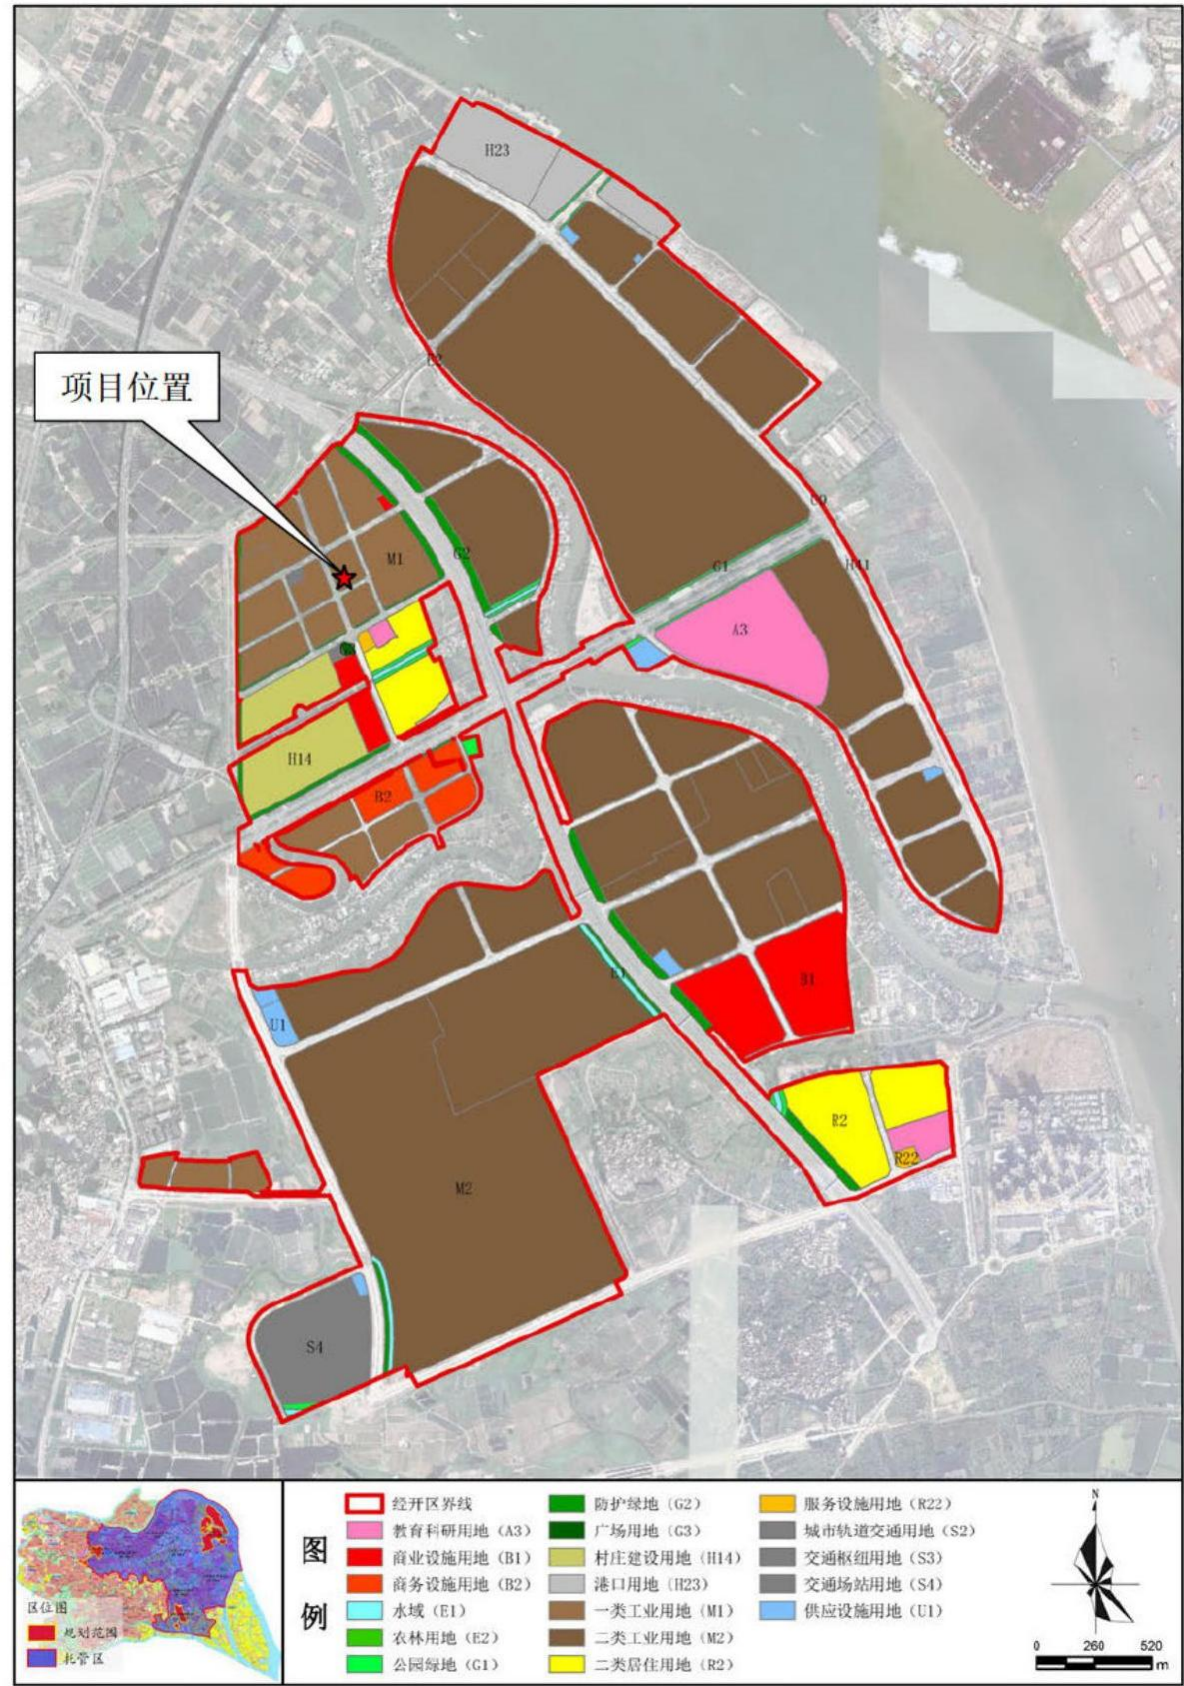 H23
E2
项目位置
U9
M1
G2
G1
H41
A3
G3
H14
B2
B1
E1
U1
R2
R22
M2
S4
区位图
规划范围
托管区
图例
经开区界线
教育科研用地（A3）
商业设施用地（B1）
商务设施用地（B2）
水域（E1）
农林用地（E2）
公园绿地（G1）
防护绿地（G2）
广场用地（G3）
村庄建设用地（H14）
港口用地（H23）
一类工业用地（M1）
二类工业用地（M2）
二类居住用地（R2）
服务设施用地（R22）
城市轨道交通用地（S2）
交通枢纽用地（S3）
交通场站用地（S4）
供应设施用地（U1）
N
0 260 520
m